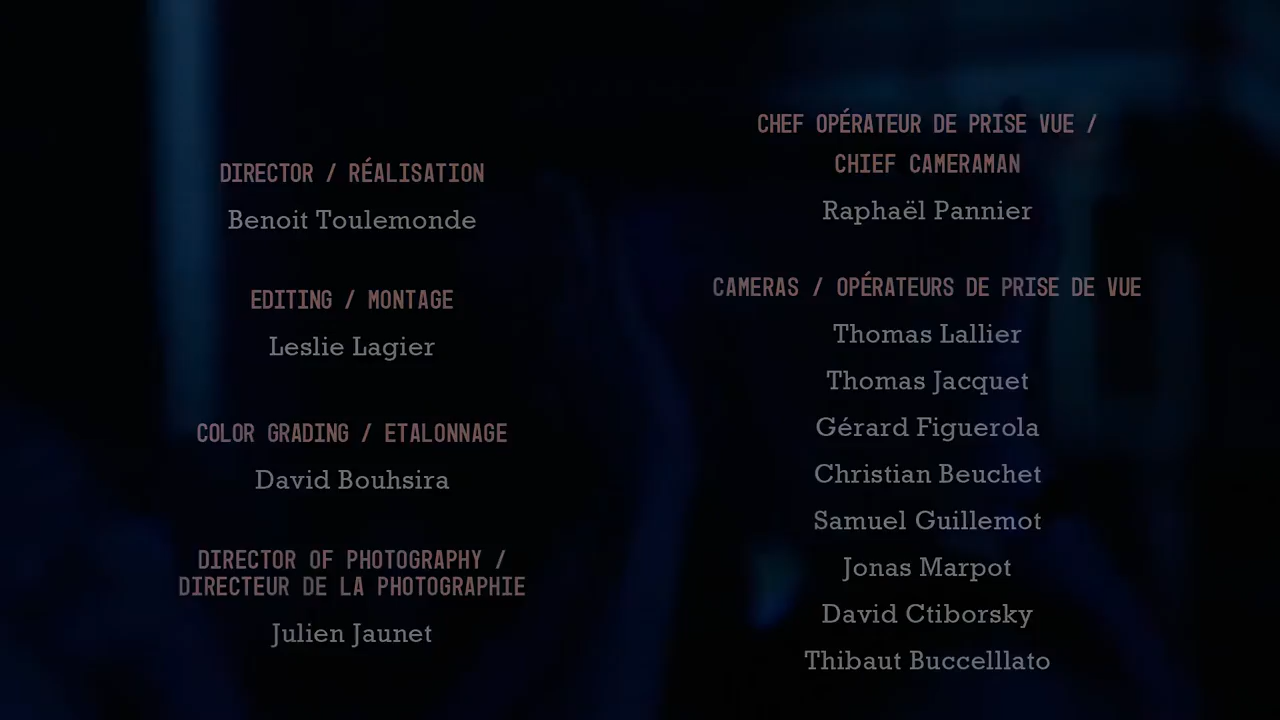 DIRECTOR / RÉALISATION
Benoit Toulemonde
EDITING / MONTAGE
Leslie Lagier
COLOR GRADING / ETALONNAGE
David Bouhsira
DIRECTOR OF PHOTOGRAPHY /
DIRECTEUR DE LA PHOTOGRAPHIE
Julien Jaunet
CHEF OPÉRATEUR DE PRISE VUE /
CHIEF CAMERAMAN
Raphaël Pannier
CAMERAS / OPÉRATEURS DE PRISE DE VUE
Thomas Lallier
Thomas Jacquet
Gérard Figuerola
Christian Beuchet
Samuel Guillemot
Jonas Marpot
David Ctiborsky
Thibaut Buccelllato